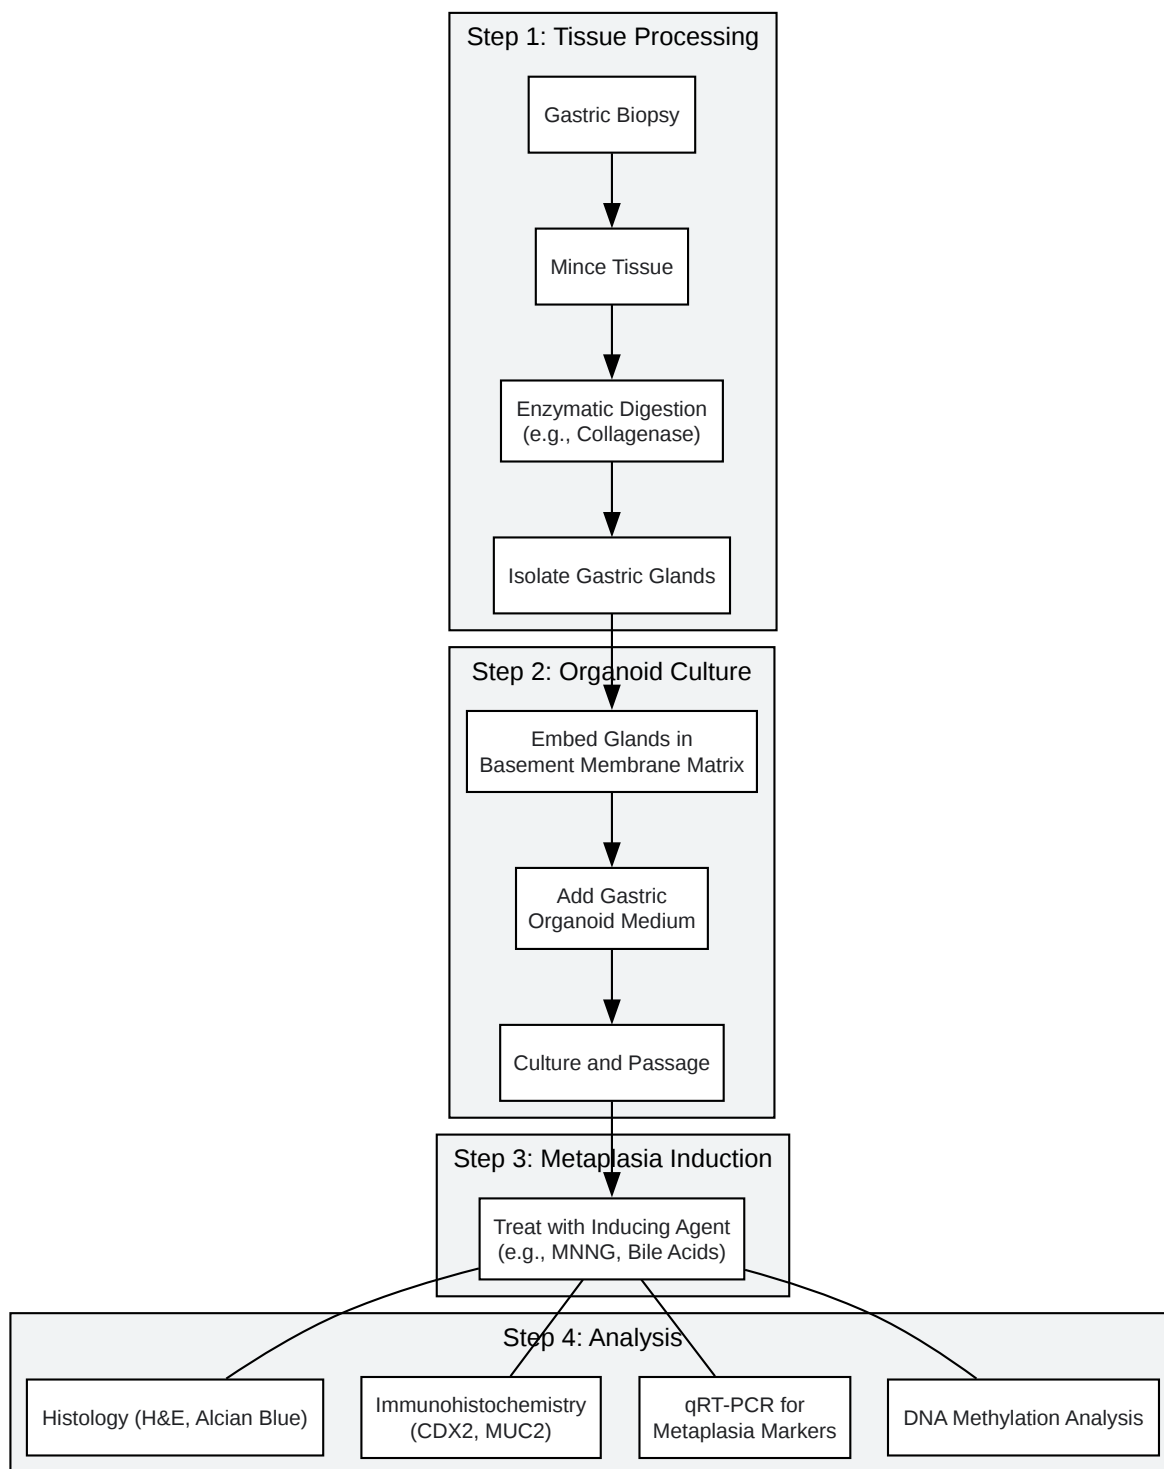 Step 1: Tissue Processing
Gastric Biopsy
Mince Tissue
Enzymatic Digestion
(e.g., Collagenase)
Isolate Gastric Glands
Step 2: Organoid Culture
Embed Glands in
Basement Membrane Matrix
Add Gastric
Organoid Medium
Culture and Passage
Step 3: Metaplasia Induction
Treat with Inducing Agent
(e.g., MNNG, Bile Acids)
Step 4: Analysis
Histology (H&E, Alcian Blue)
Immunohistochemistry
(CDX2, MUC2)
qRT-PCR for
Metaplasia Markers
DNA Methylation Analysis